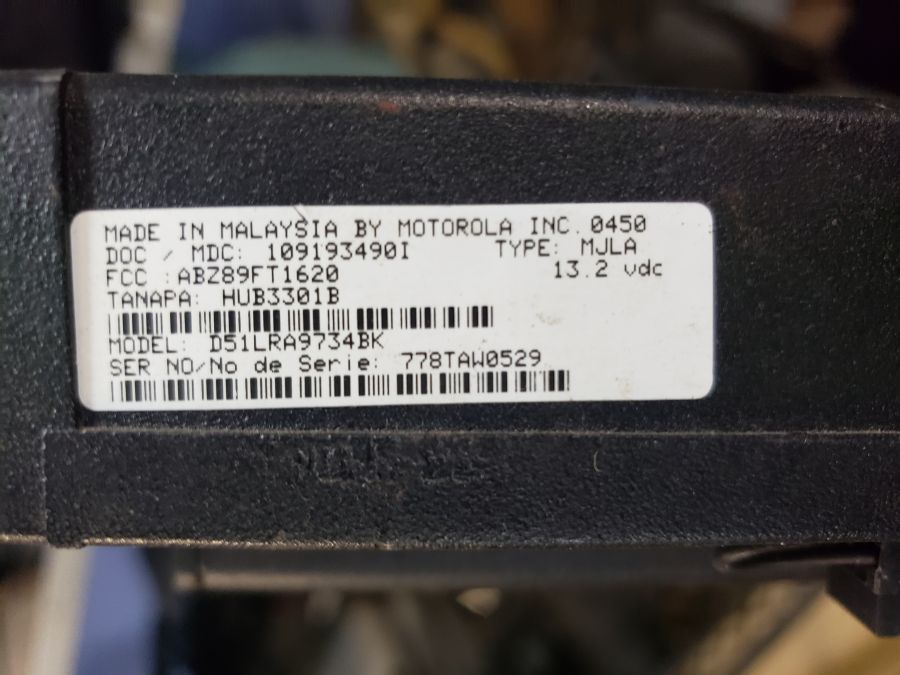 MADE IN MALAYSIA BY MOTOROLA INC. 0450
DOC / MDC: 109193490I TYPE: MJLA
FCC :ABZ89FT1620 13.2 vdc
TANAPA: HUB3301B
MODEL: D51LRA9734BK
SER NO/No de Serie: 778TAW0529